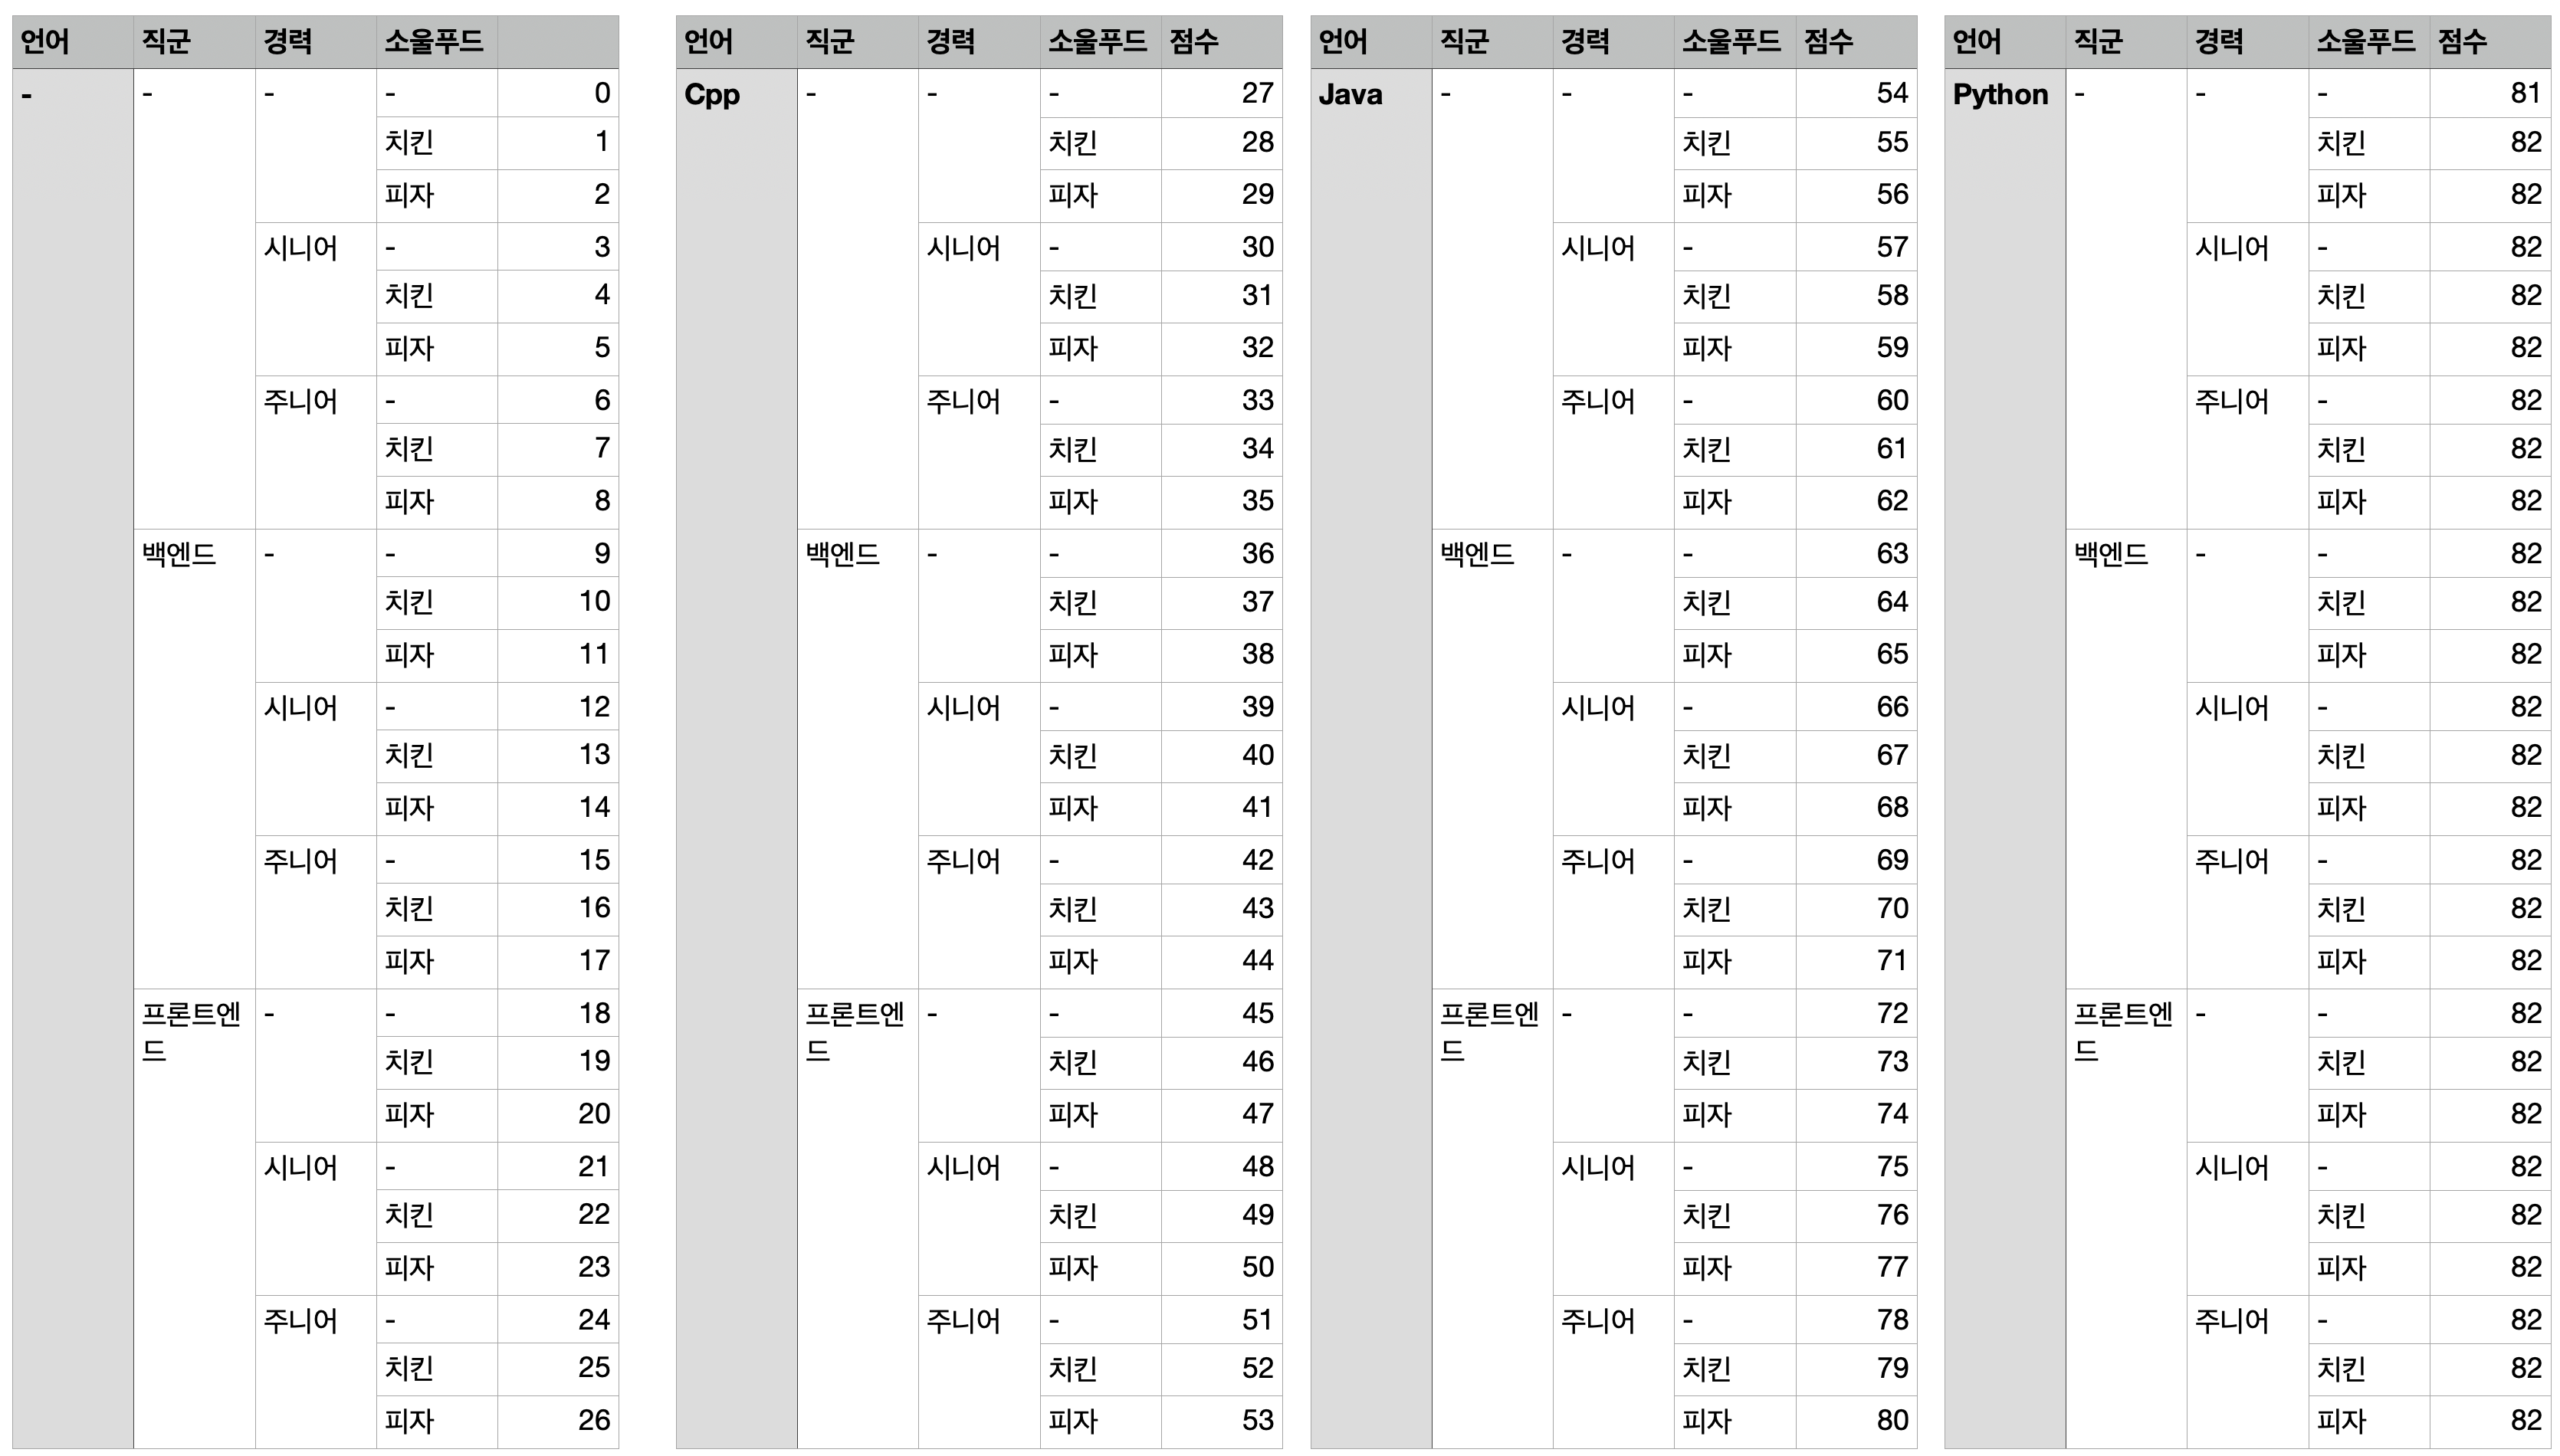 언어 직군 경력 소울푸드
- - - - 0
치킨 1
피자 2
시니어 - 3
치킨 4
피자 5
주니어 - 6
치킨 7
피자 8
백엔드 - - 9
치킨 10
피자 11
시니어 - 12
치킨 13
피자 14
주니어 - 15
치킨 16
피자 17
프론트엔 - - 18
드
치킨 19
피자 20
시니어 - 21
치킨 22
피자 23
주니어 - 24
치킨 25
피자 26
언어 직군 경력 소울푸드 점수
Cpp - - - 27
치킨 28
피자 29
시니어 - 30
치킨 31
피자 32
주니어 - 33
치킨 34
피자 35
백엔드 - - 36
치킨 37
피자 38
시니어 - 39
치킨 40
피자 41
주니어 - 42
치킨 43
피자 44
프론트엔 - - 45
드
치킨 46
피자 47
시니어 - 48
치킨 49
피자 50
주니어 - 51
치킨 52
피자 53
언어 직군 경력 소울푸드 점수
Java - - - 54
치킨 55
피자 56
시니어 - 57
치킨 58
피자 59
주니어 - 60
치킨 61
피자 62
백엔드 - - 63
치킨 64
피자 65
시니어 - 66
치킨 67
피자 68
주니어 - 69
치킨 70
피자 71
프론트엔 - - 72
드
치킨 73
피자 74
시니어 - 75
치킨 76
피자 77
주니어 - 78
치킨 79
피자 80
언어 직군 경력 소울푸드 점수
Python - - - 81
치킨 82
피자 82
시니어 - 82
치킨 82
피자 82
주니어 - 82
치킨 82
피자 82
백엔드 - - 82
치킨 82
피자 82
시니어 - 82
치킨 82
피자 82
주니어 - 82
치킨 82
피자 82
프론트엔 - - 82
드
치킨 82
피자 82
시니어 - 82
치킨 82
피자 82
주니어 - 82
치킨 82
피자 82